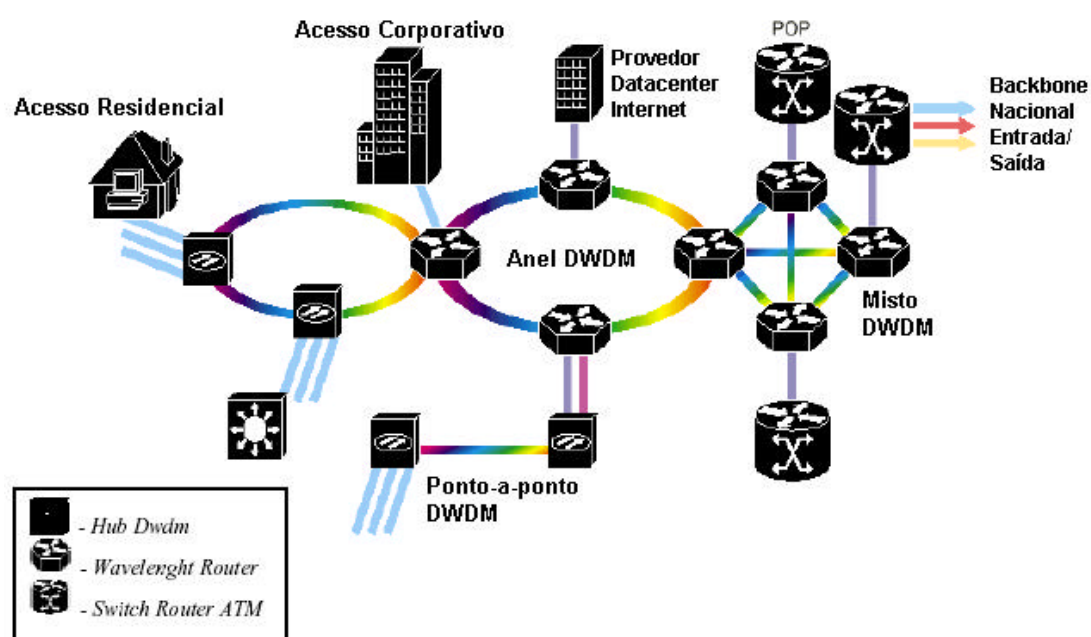 Acesso Corporativo
POP
Provedor
Datacenter
Internet
Backbone
Nacional
Entrada/
Saída
Acesso Residencial
Anel DWDM
Misto
DWDM
Ponto-a-ponto
DWDM
- Hub Dwdm
- Wavelenght Router
- Switch Router ATM